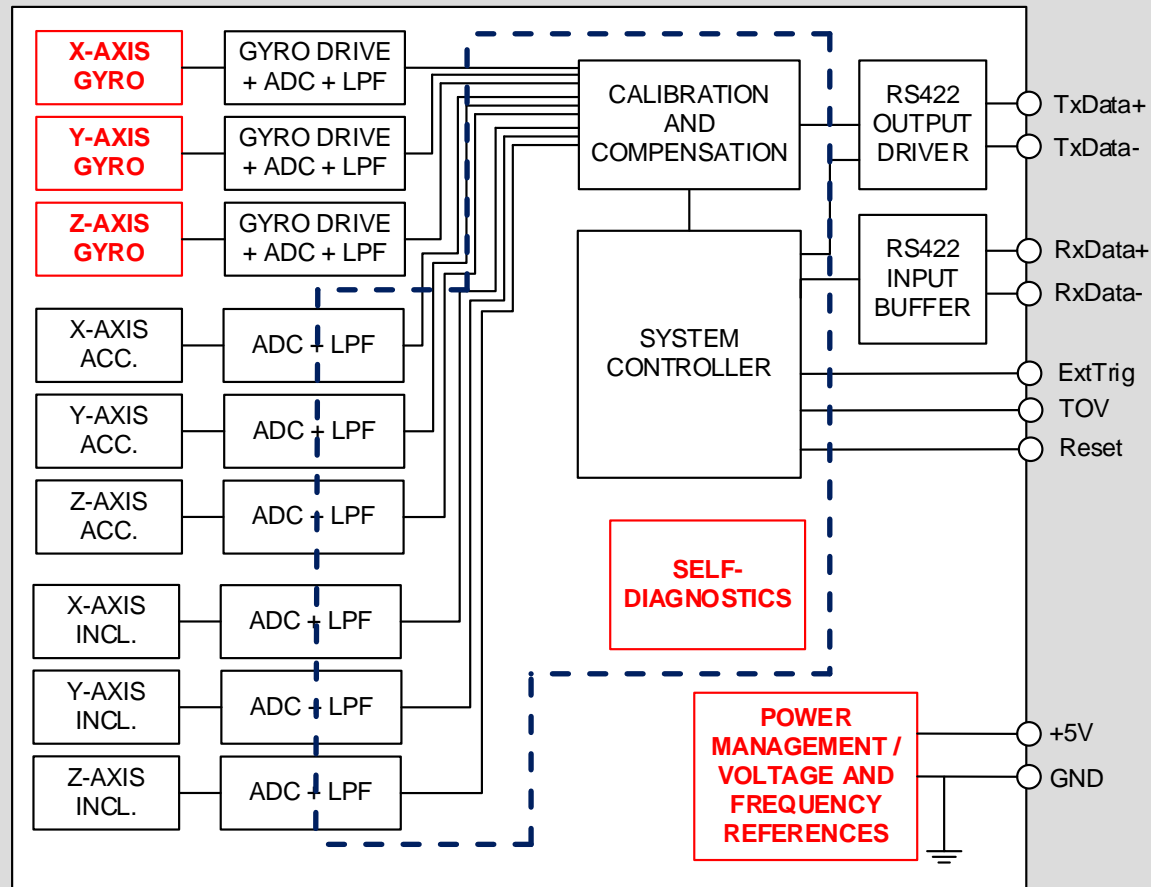 X-AXIS
GYRO
GYRO DRIVE
+ ADC + LPF
Y-AXIS
GYRO
GYRO DRIVE
+ ADC + LPF
Z-AXIS
GYRO
GYRO DRIVE
+ ADC + LPF
X-AXIS
ACC.
ADC + LPF
Y-AXIS
ACC.
ADC + LPF
Z-AXIS
ACC.
ADC + LPF
X-AXIS
INCL.
ADC + LPF
Y-AXIS
INCL.
ADC + LPF
Z-AXIS
INCL.
ADC + LPF
CALIBRATION
AND
COMPENSATION
SYSTEM
CONTROLLER
SELF-
DIAGNOSTICS
POWER
MANAGEMENT /
VOLTAGE AND
FREQUENCY
REFERENCES
RS422
OUTPUT
DRIVER
RS422
INPUT
BUFFER
TxData+
TxData-
RxData+
RxData-
ExtTrig
TOV
Reset
+5V
GND